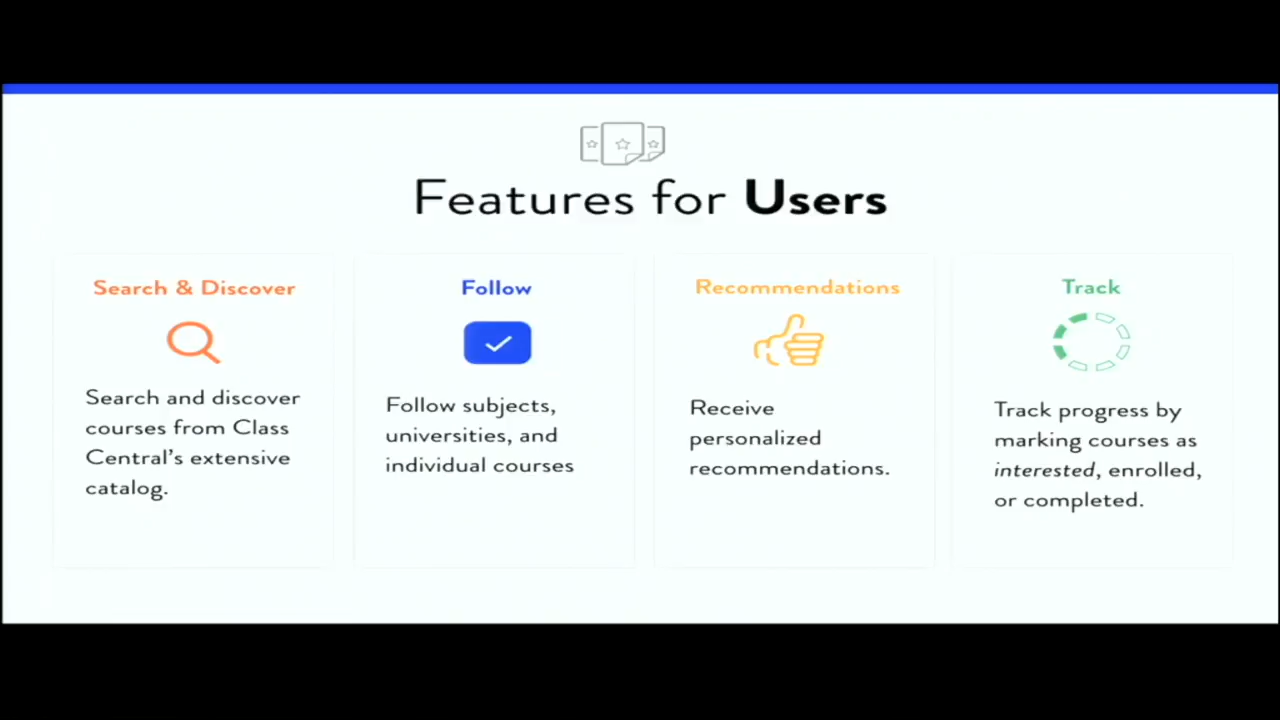 Features for Users
Search & Discover
Search and discover
courses from Class
Central's extensive
catalog.
Follow
Follow subjects,
universities, and
individual courses
Recommendations
Receive
personalized
recommendations.
Track
Track progress by
marking courses as
interested, enrolled,
or completed.